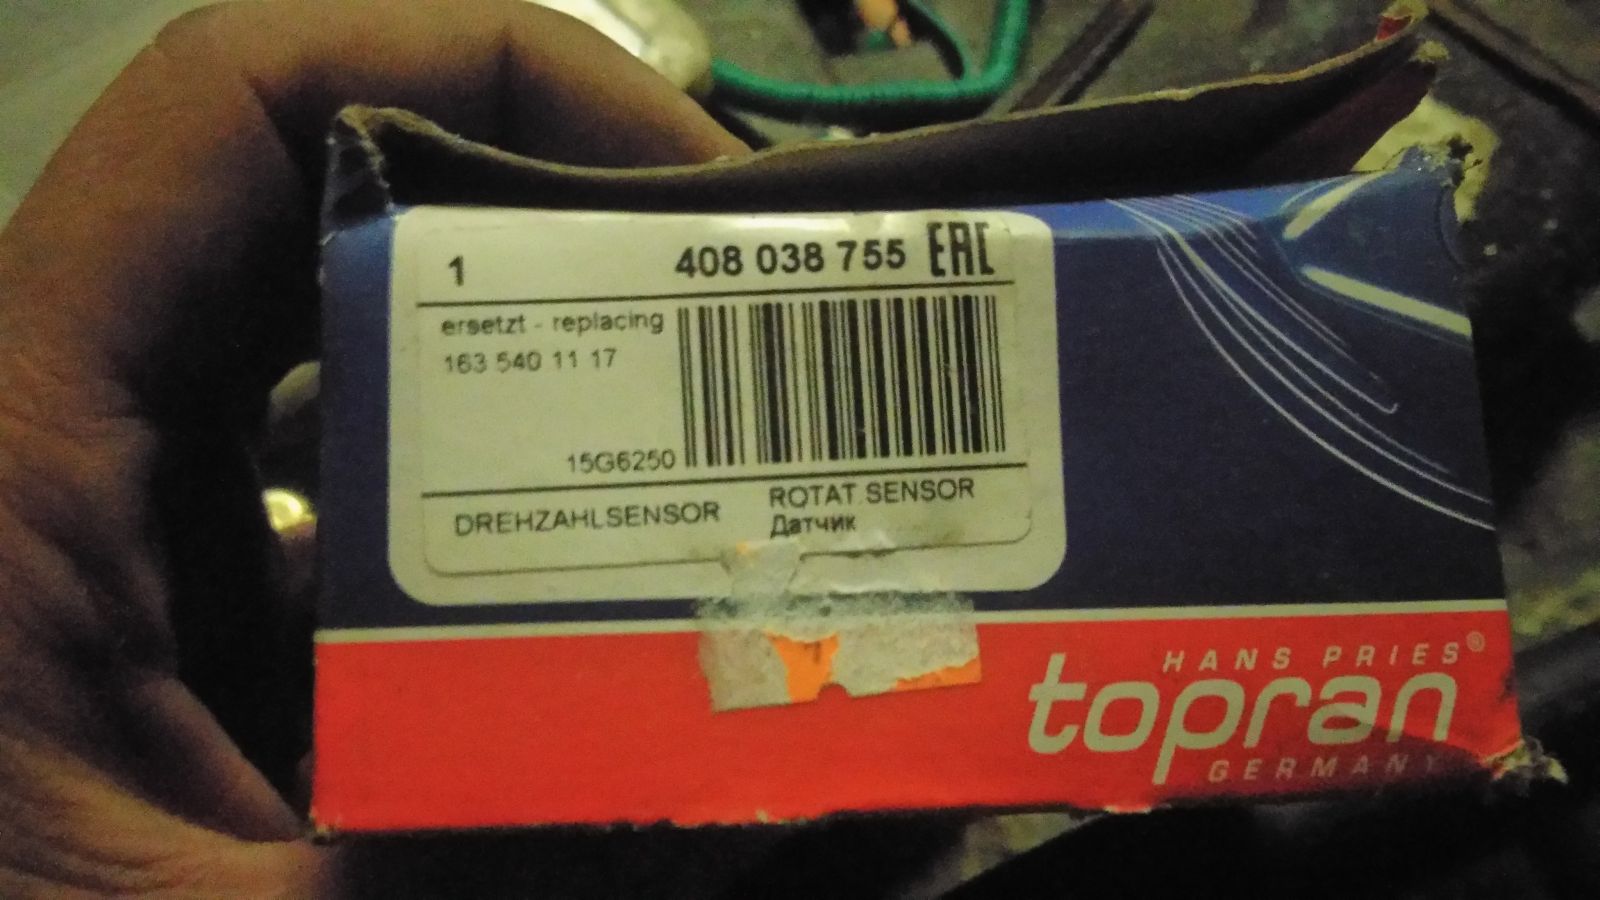 1 408 038 755 EAC
ersetzt - replacing
163 540 11 17
15G6250
DREHZAHLSENSOR
ROTAT.SENSOR
Датчик
HANS PRIES®
topran
GERMANY